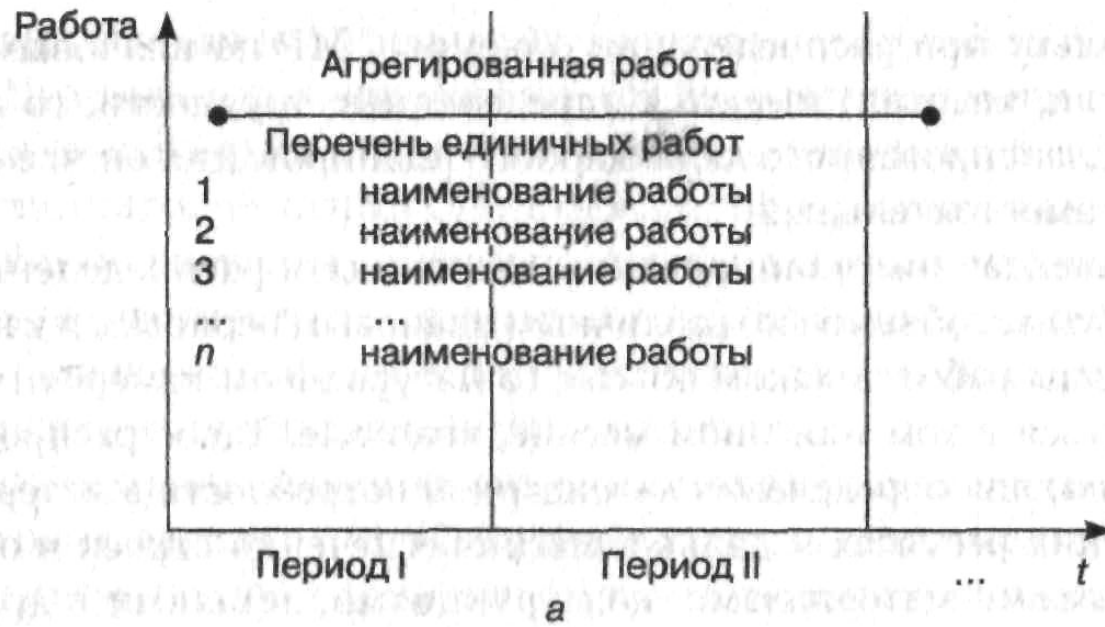 Работа
Агрегированная работа
Перечень единичных работ
1 наименование работы
2 наименование работы
3 наименование работы
... ...
n наименование работы
Период I Период II ... t
а